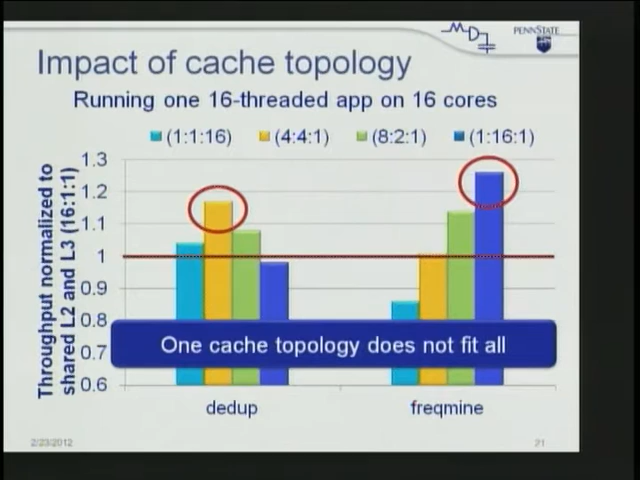 PENNSTATE
Impact of cache topology
Running one 16-threaded app on 16 cores
(1:1:16) (4:4:1) (8:2:1) (1:16:1)
Throughput normalized to
shared L2 and L3 (16:1:1)
1.3
1.2
1.1
1
0.9
0.8
0.7
0.6
One cache topology does not fit all
dedup freqmine
2/23/2012 21